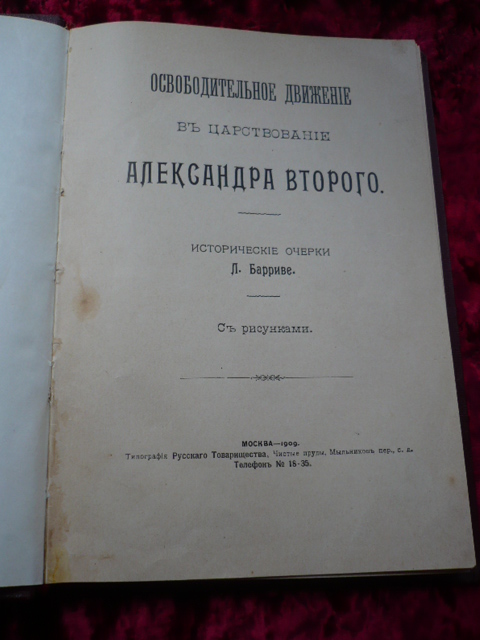 ОСВОБОДИТЕЛЬНОЕ ДВИЖЕНІЕ
ВЪ ЦАРСТВОВАНІЕ
АЛЕКСАНДРА ВТОРОГО.
ИСТОРИЧЕСКІЕ ОЧЕРКИ
Л. Барриве.
Съ рисунками.
МОСКВА—1909.
Типографія Русскаго Товарищества, Чистые пруды, Мыльниковъ пер., с. д.
Телефонъ № 18-35.